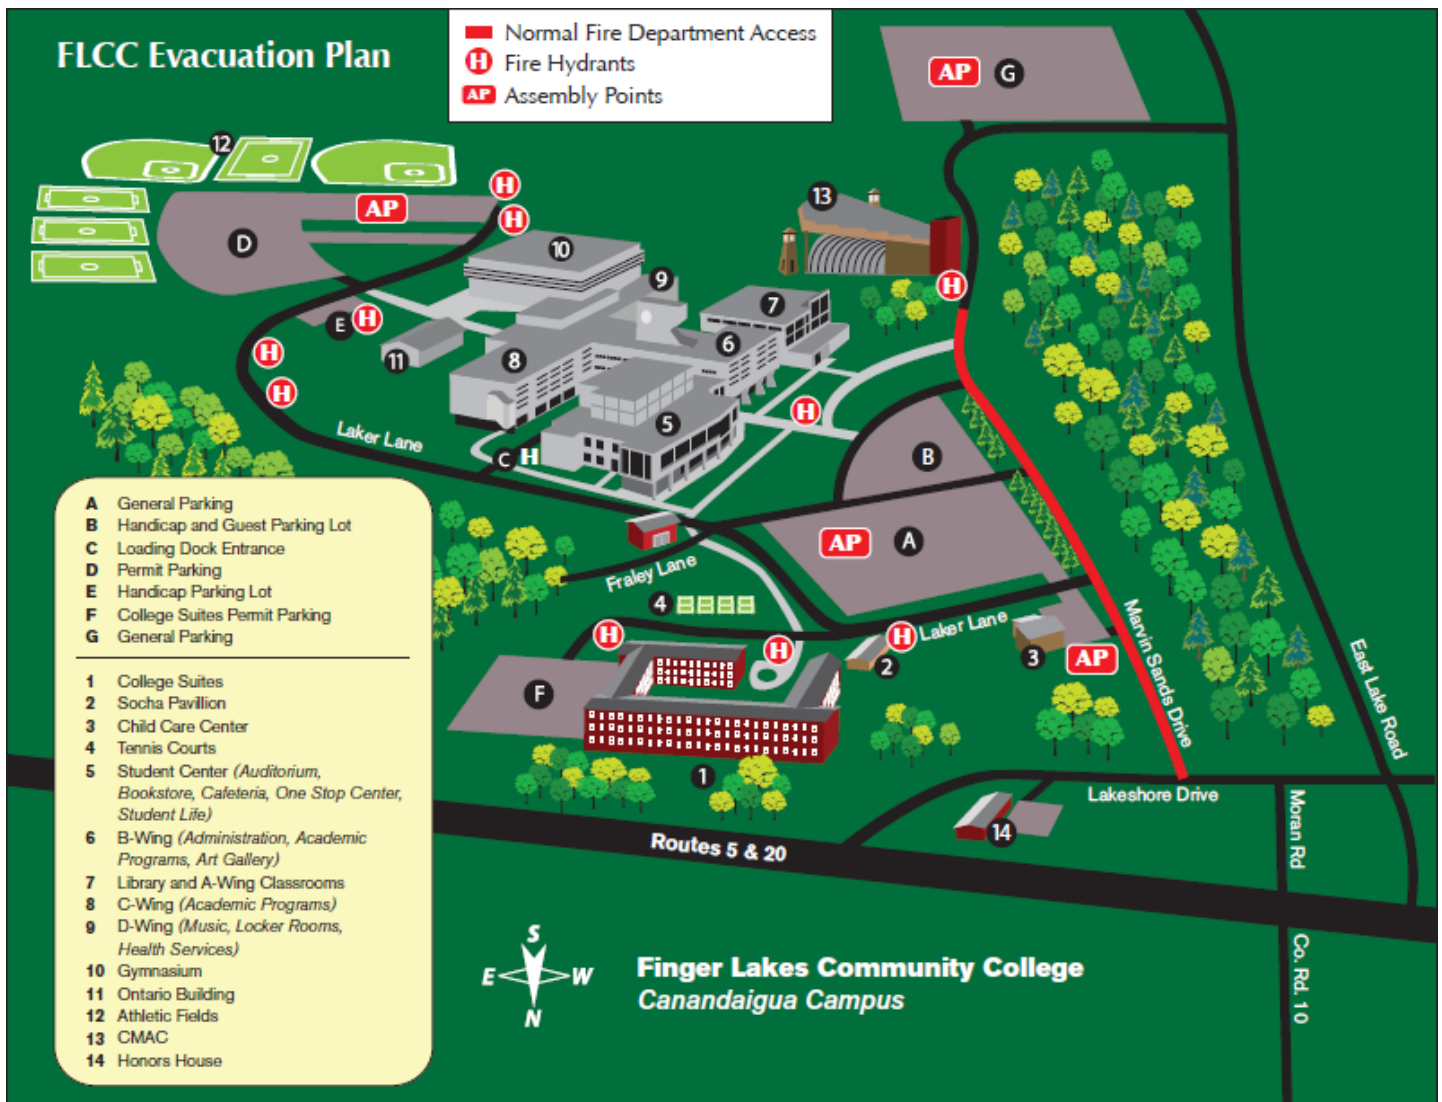 FLCC Evacuation Plan
Normal Fire Department Access
H Fire Hydrants
AP Assembly Points
AP G
12
H
13
AP
H
D
10
9
7
H
E H
11
8
6
H
H
H
5
B
Laker Lane
C H
AP A
Fraley Lane
4
H
H
H Laker Lane
2
3 AP
F
1
Marvin Sands Drive
East Lake Road
Lakeshore Drive
14
Moran Rd
Routes 5 & 20
Co. Rd. 10
A General Parking
B Handicap and Guest Parking Lot
C Loading Dock Entrance
D Permit Parking
E Handicap Parking Lot
F College Suites Permit Parking
G General Parking
1 College Suites
2 Socha Pavillion
3 Child Care Center
4 Tennis Courts
5 Student Center (Auditorium,
Bookstore, Cafeteria, One Stop Center,
Student Life)
6 B-Wing (Administration, Academic
Programs, Art Gallery)
7 Library and A-Wing Classrooms
8 C-Wing (Academic Programs)
9 D-Wing (Music, Locker Rooms,
Health Services)
10 Gymnasium
11 Ontario Building
12 Athletic Fields
13 CMAC
14 Honors House
S
E W
N
Finger Lakes Community College
Canandaigua Campus